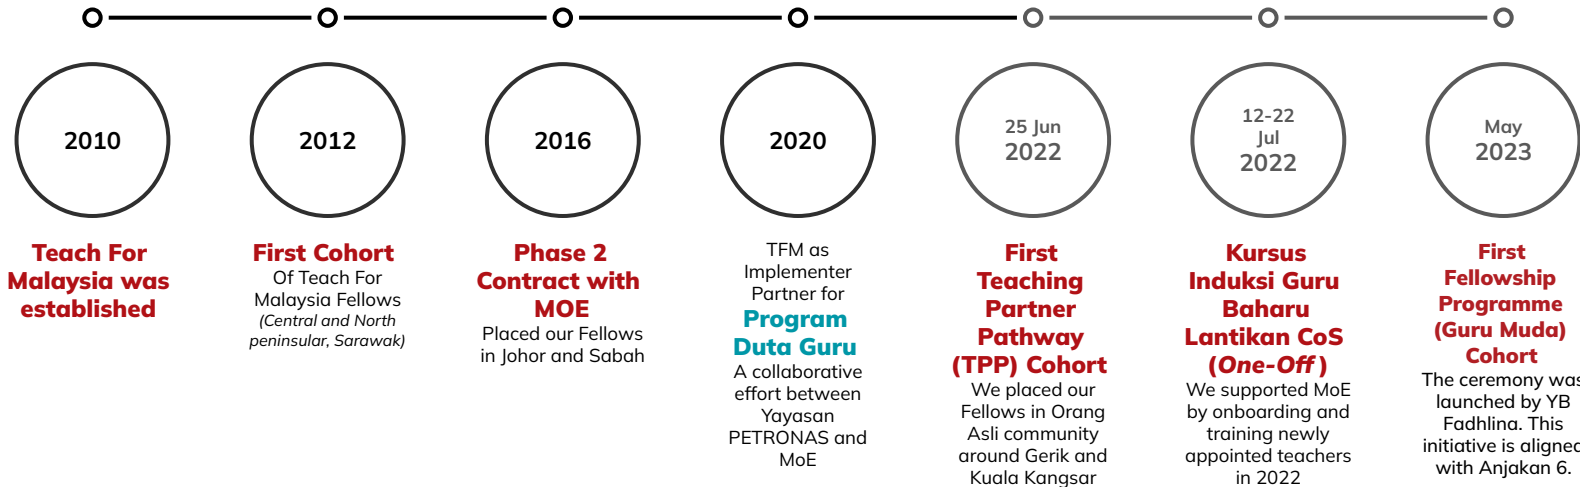 2010
Teach For
Malaysia was
established
2012
First Cohort
Of Teach For
Malaysia Fellows
(Central and North
peninsular, Sarawak)
2016
Phase 2
Contract with
MOE
Placed our Fellows
in Johor and Sabah
2020
TFM as
Implementer
Partner for
Program
Duta Guru
A collaborative
effort between
Yayasan
PETRONAS and
MoE
25 Jun
2022
First
Teaching
Partner
Pathway
(TPP) Cohort
We placed our
Fellows in Orang
Asli community
around Gerik and
Kuala Kangsar
12-22
Jul
2022
Kursus
Induksi Guru
Baharu
Lantikan CoS
(One-Off )
We supported MoE
by onboarding and
training newly
appointed teachers
in 2022
May
2023
First
Fellowship
Programme
(Guru Muda)
Cohort
The ceremony was
launched by YB
Fadhlina. This
initiative is aligned
with Anjakan 6.